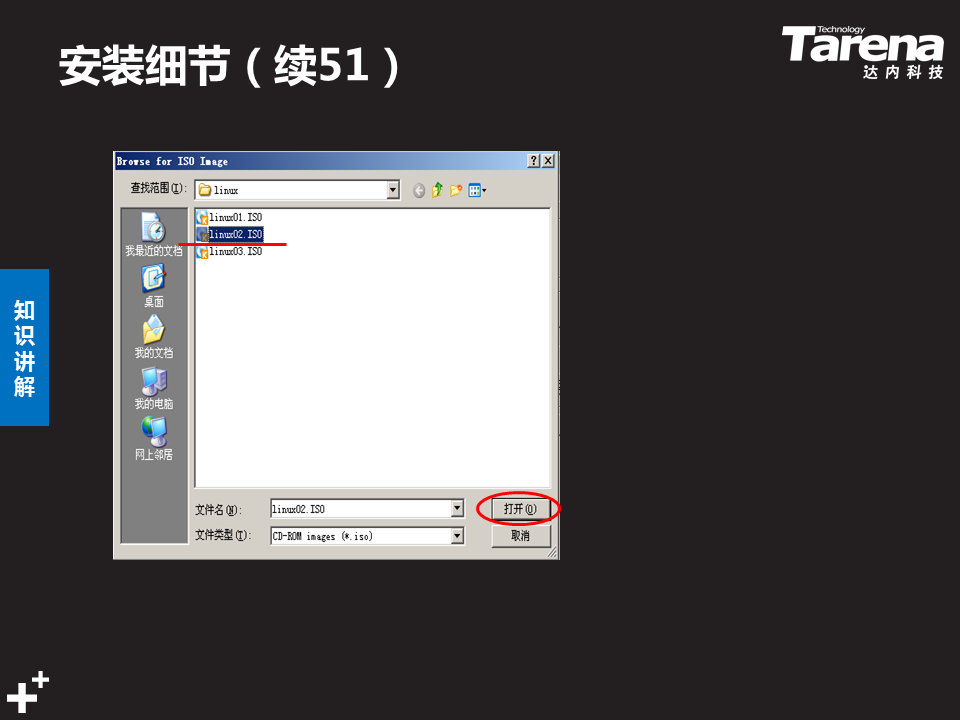 安装细节（续51）
Technology
Tarena
达内科技
知识讲解
Browse for ISO Image
查找范围(I):
linux
linux01.ISO
linux02.ISO
linux03.ISO
我最近的文档
桌面
我的文档
我的电脑
网上邻居
文件名(N):
linux02.ISO
打开(O)
文件类型(T):
CD-ROM images (*.iso)
取消